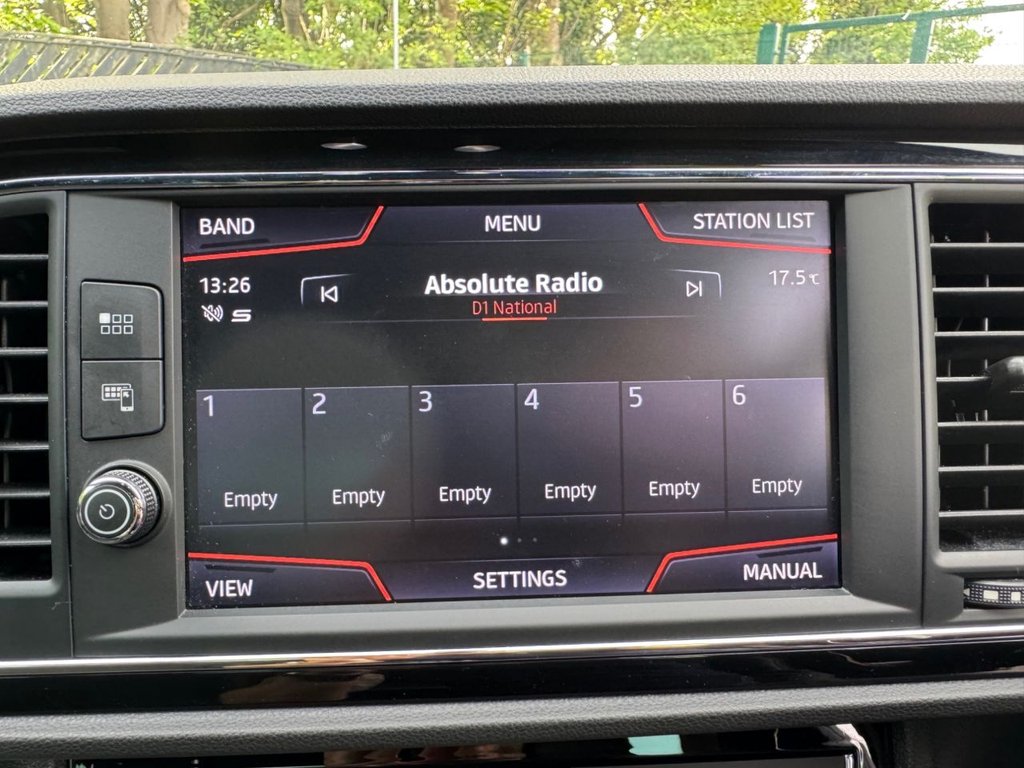 BAND MENU STATION LIST
13:26 Absolute Radio 17.5°C
D1 National
1 2 3 4 5 6
Empty Empty Empty Empty Empty Empty
VIEW SETTINGS MANUAL